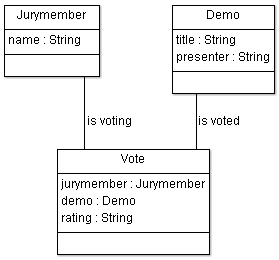 Jurymember
name : String
Demo
title : String
presenter : String
is voting
is voted
Vote
jurymember : Jurymember
demo : Demo
rating : String